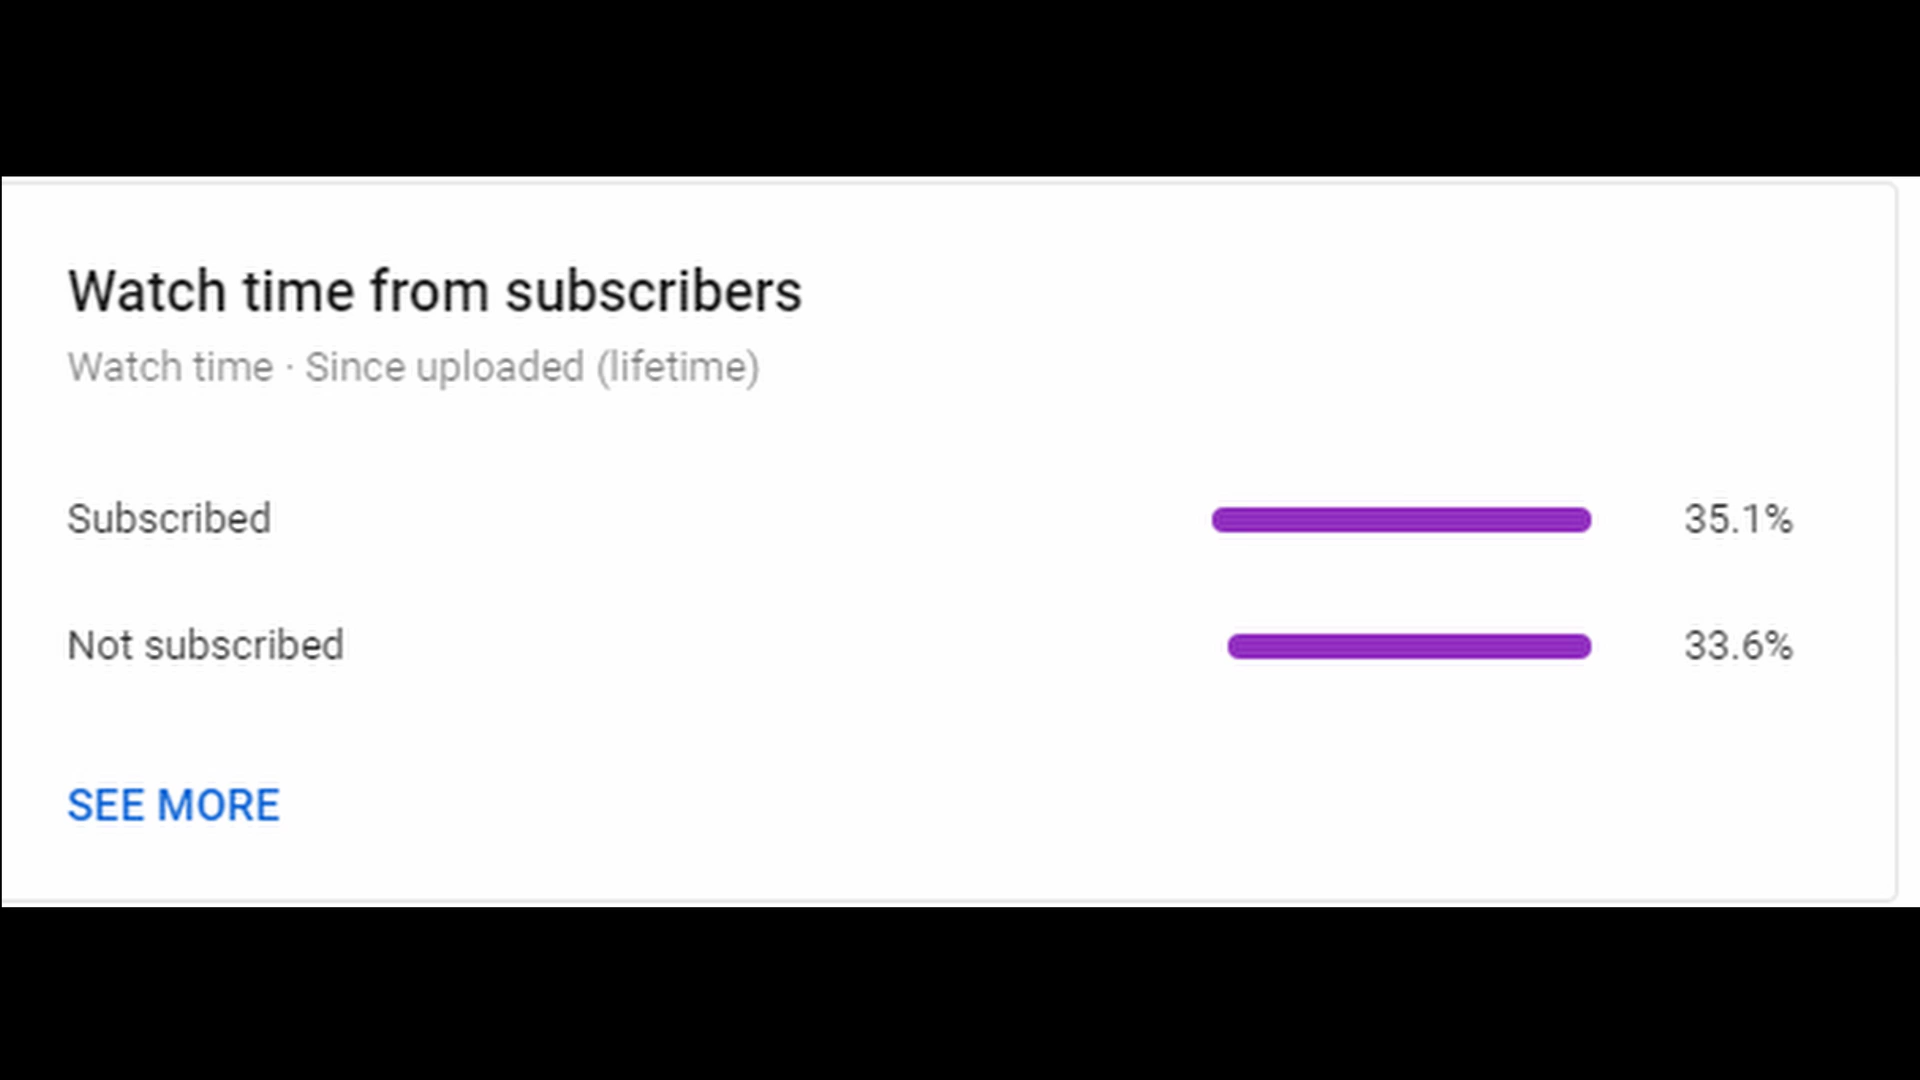 Watch time from subscribers
Watch time · Since uploaded (lifetime)
Subscribed 35.1%
Not subscribed 33.6%
SEE MORE